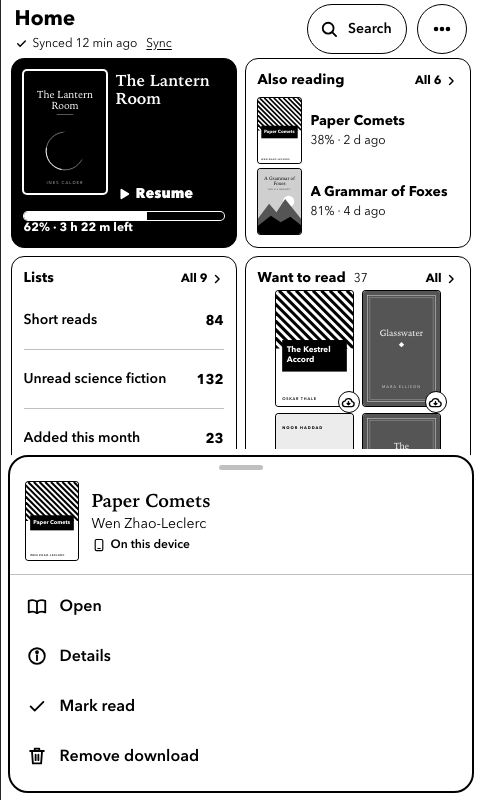 Home
Synced 12 min ago Sync
Search
The Lantern
Room
INES CALDER
The Lantern
Room
Resume
62% · 3 h 22 m left
Also reading
All 6
Paper Comets
Paper Comets
38% · 2 d ago
A Grammar of
Foxes
A Grammar of Foxes
81% · 4 d ago
Lists
All 9
Short reads 84
Unread science fiction 132
Added this month 23
Want to read 37
All
The Kestrel
Accord
OSKAR THALE
Glasswater
MARA ELLISON
NOOR HADDAD
The
Paper Comets
Paper Comets
Wen Zhao-Leclerc
On this device
Open
Details
Mark read
Remove download